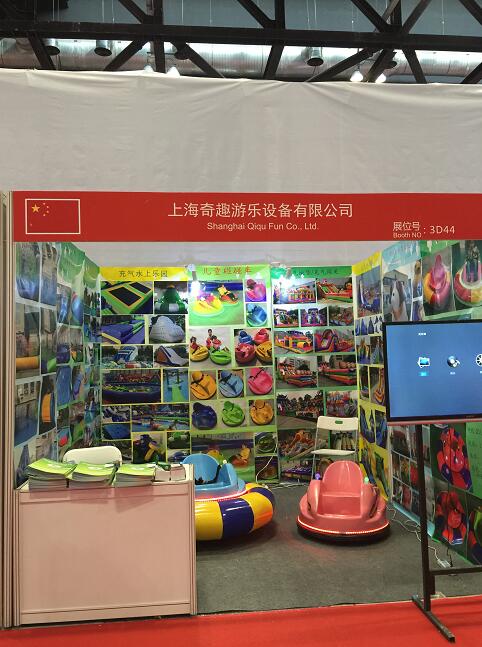 上海奇趣游乐设备有限公司
Shanghai Qiqu Fun Co., Ltd.
展位号：3D44
Booth NO
充气水上乐园
儿童碰碰车